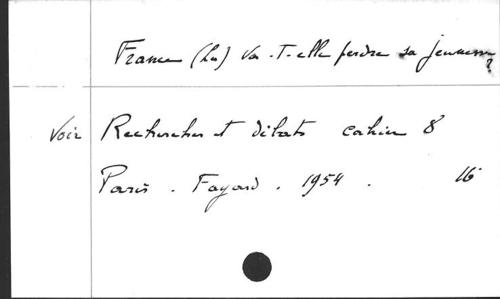 France (La) va-t-elle perdre sa jeunesse ?
Voir Recherches et débats cahier 8
Paris . Fayard . 1954 . 16